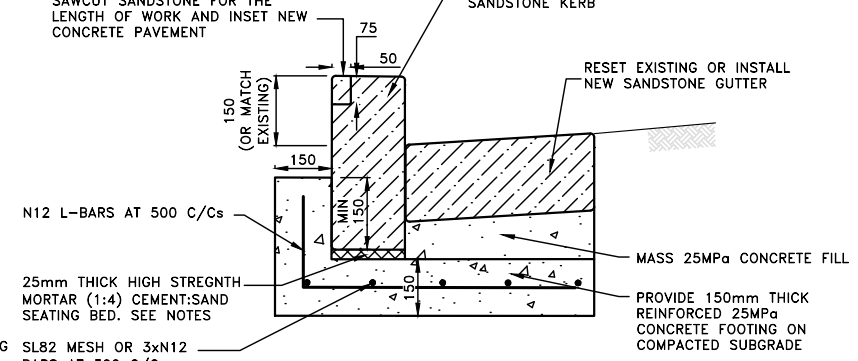 SAWCUT SANDSTONE FOR THE
LENGTH OF WORK AND INSET NEW
CONCRETE PAVEMENT
SANDSTONE KERB
75
50
150
(OR MATCH
EXISTING)
RESET EXISTING OR INSTALL
NEW SANDSTONE GUTTER
150
N12 L-BARS AT 500 C/Cs
MIN
150
MASS 25MPa CONCRETE FILL
25mm THICK HIGH STREGNTH
MORTAR (1:4) CEMENT:SAND
SEATING BED. SEE NOTES
150
PROVIDE 150mm THICK
REINFORCED 25MPa
CONCRETE FOOTING ON
COMPACTED SUBGRADE
G
SL82 MESH OR 3xN12